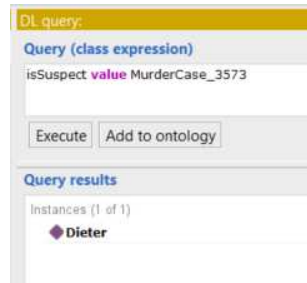 DL query:
Query (class expression)
isSuspect value MurderCase_3573
Execute Add to ontology
Query results
Instances (1 of 1)
Dieter